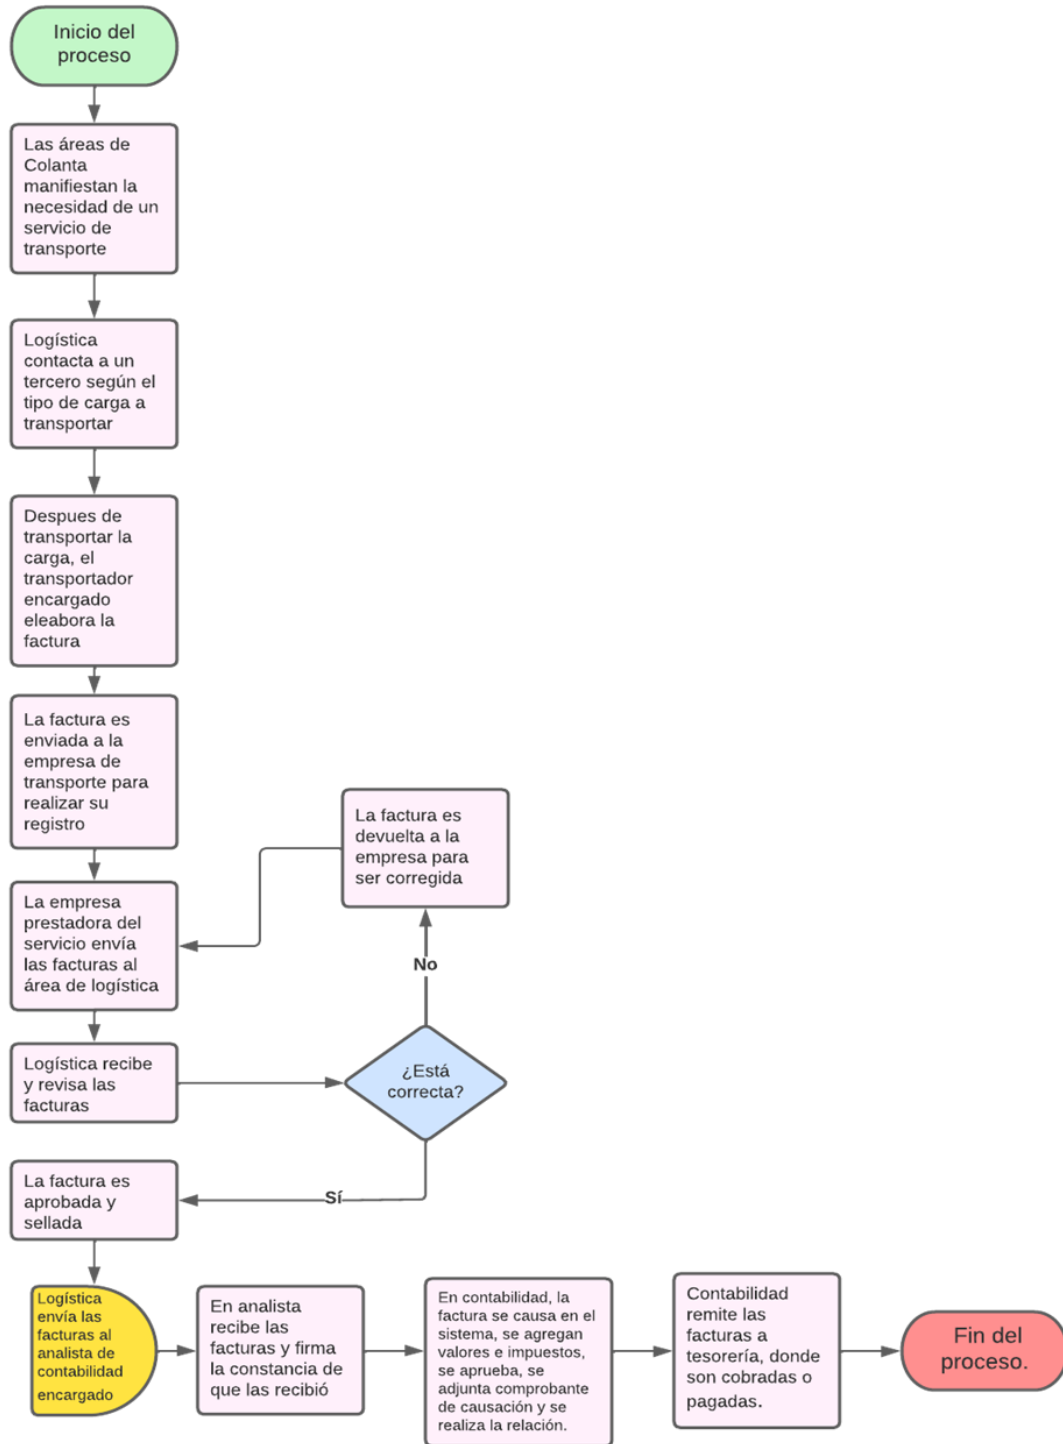 Inicio del
proceso
Las áreas de
Colanta
manifiestan la
necesidad de un
servicio de
transporte
Logística
contacta a un
tercero según el
tipo de carga a
transportar
Despues de
transportar la
carga, el
transportador
encargado
eleabora la
factura
La factura es
enviada a la
empresa de
transporte para
realizar su
registro
La factura es
devuelta a la
empresa para
ser corregida
La empresa
prestadora del
servicio envía
las facturas al
área de logística
No
Logística recibe
y revisa las
facturas
¿Está
correcta?
Sí
La factura es
aprobada y
sellada
Logística
envía las
facturas al
analista de
contabilidad
encargado
En analista
recibe las
facturas y firma
la constancia de
que las recibió
En contabilidad, la
factura se causa en el
sistema, se agregan
valores e impuestos,
se aprueba, se
adjunta comprobante
de causación y se
realiza la relación.
Contabilidad
remite las
facturas a
tesorería, donde
son cobradas o
pagadas.
Fin del
proceso.